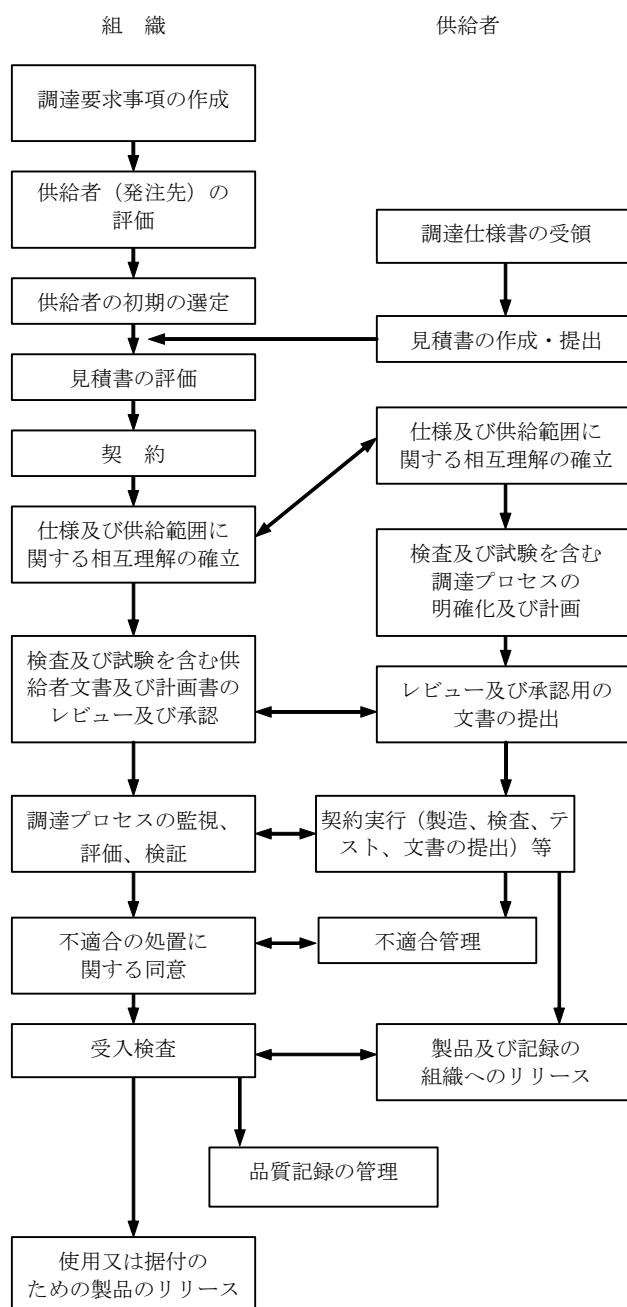 組　織
供給者
調達要求事項の作成
供給者（発注先）の
評価
調達仕様書の受領
供給者の初期の選定
見積書の作成・提出
見積書の評価
契　約
仕様及び供給範囲に
関する相互理解の確立
仕様及び供給範囲に
関する相互理解の確立
検査及び試験を含む
調達プロセスの
明確化及び計画
検査及び試験を含む供
給者文書及び計画書の
レビュー及び承認
レビュー及び承認用の
文書の提出
調達プロセスの監視、
評価、検証
契約実行（製造、検査、テ
スト、文書の提出）等
不適合の処置に
関する同意
不適合管理
受入検査
製品及び記録の
組織へのリリース
品質記録の管理
使用又は据付の
ための製品のリリース